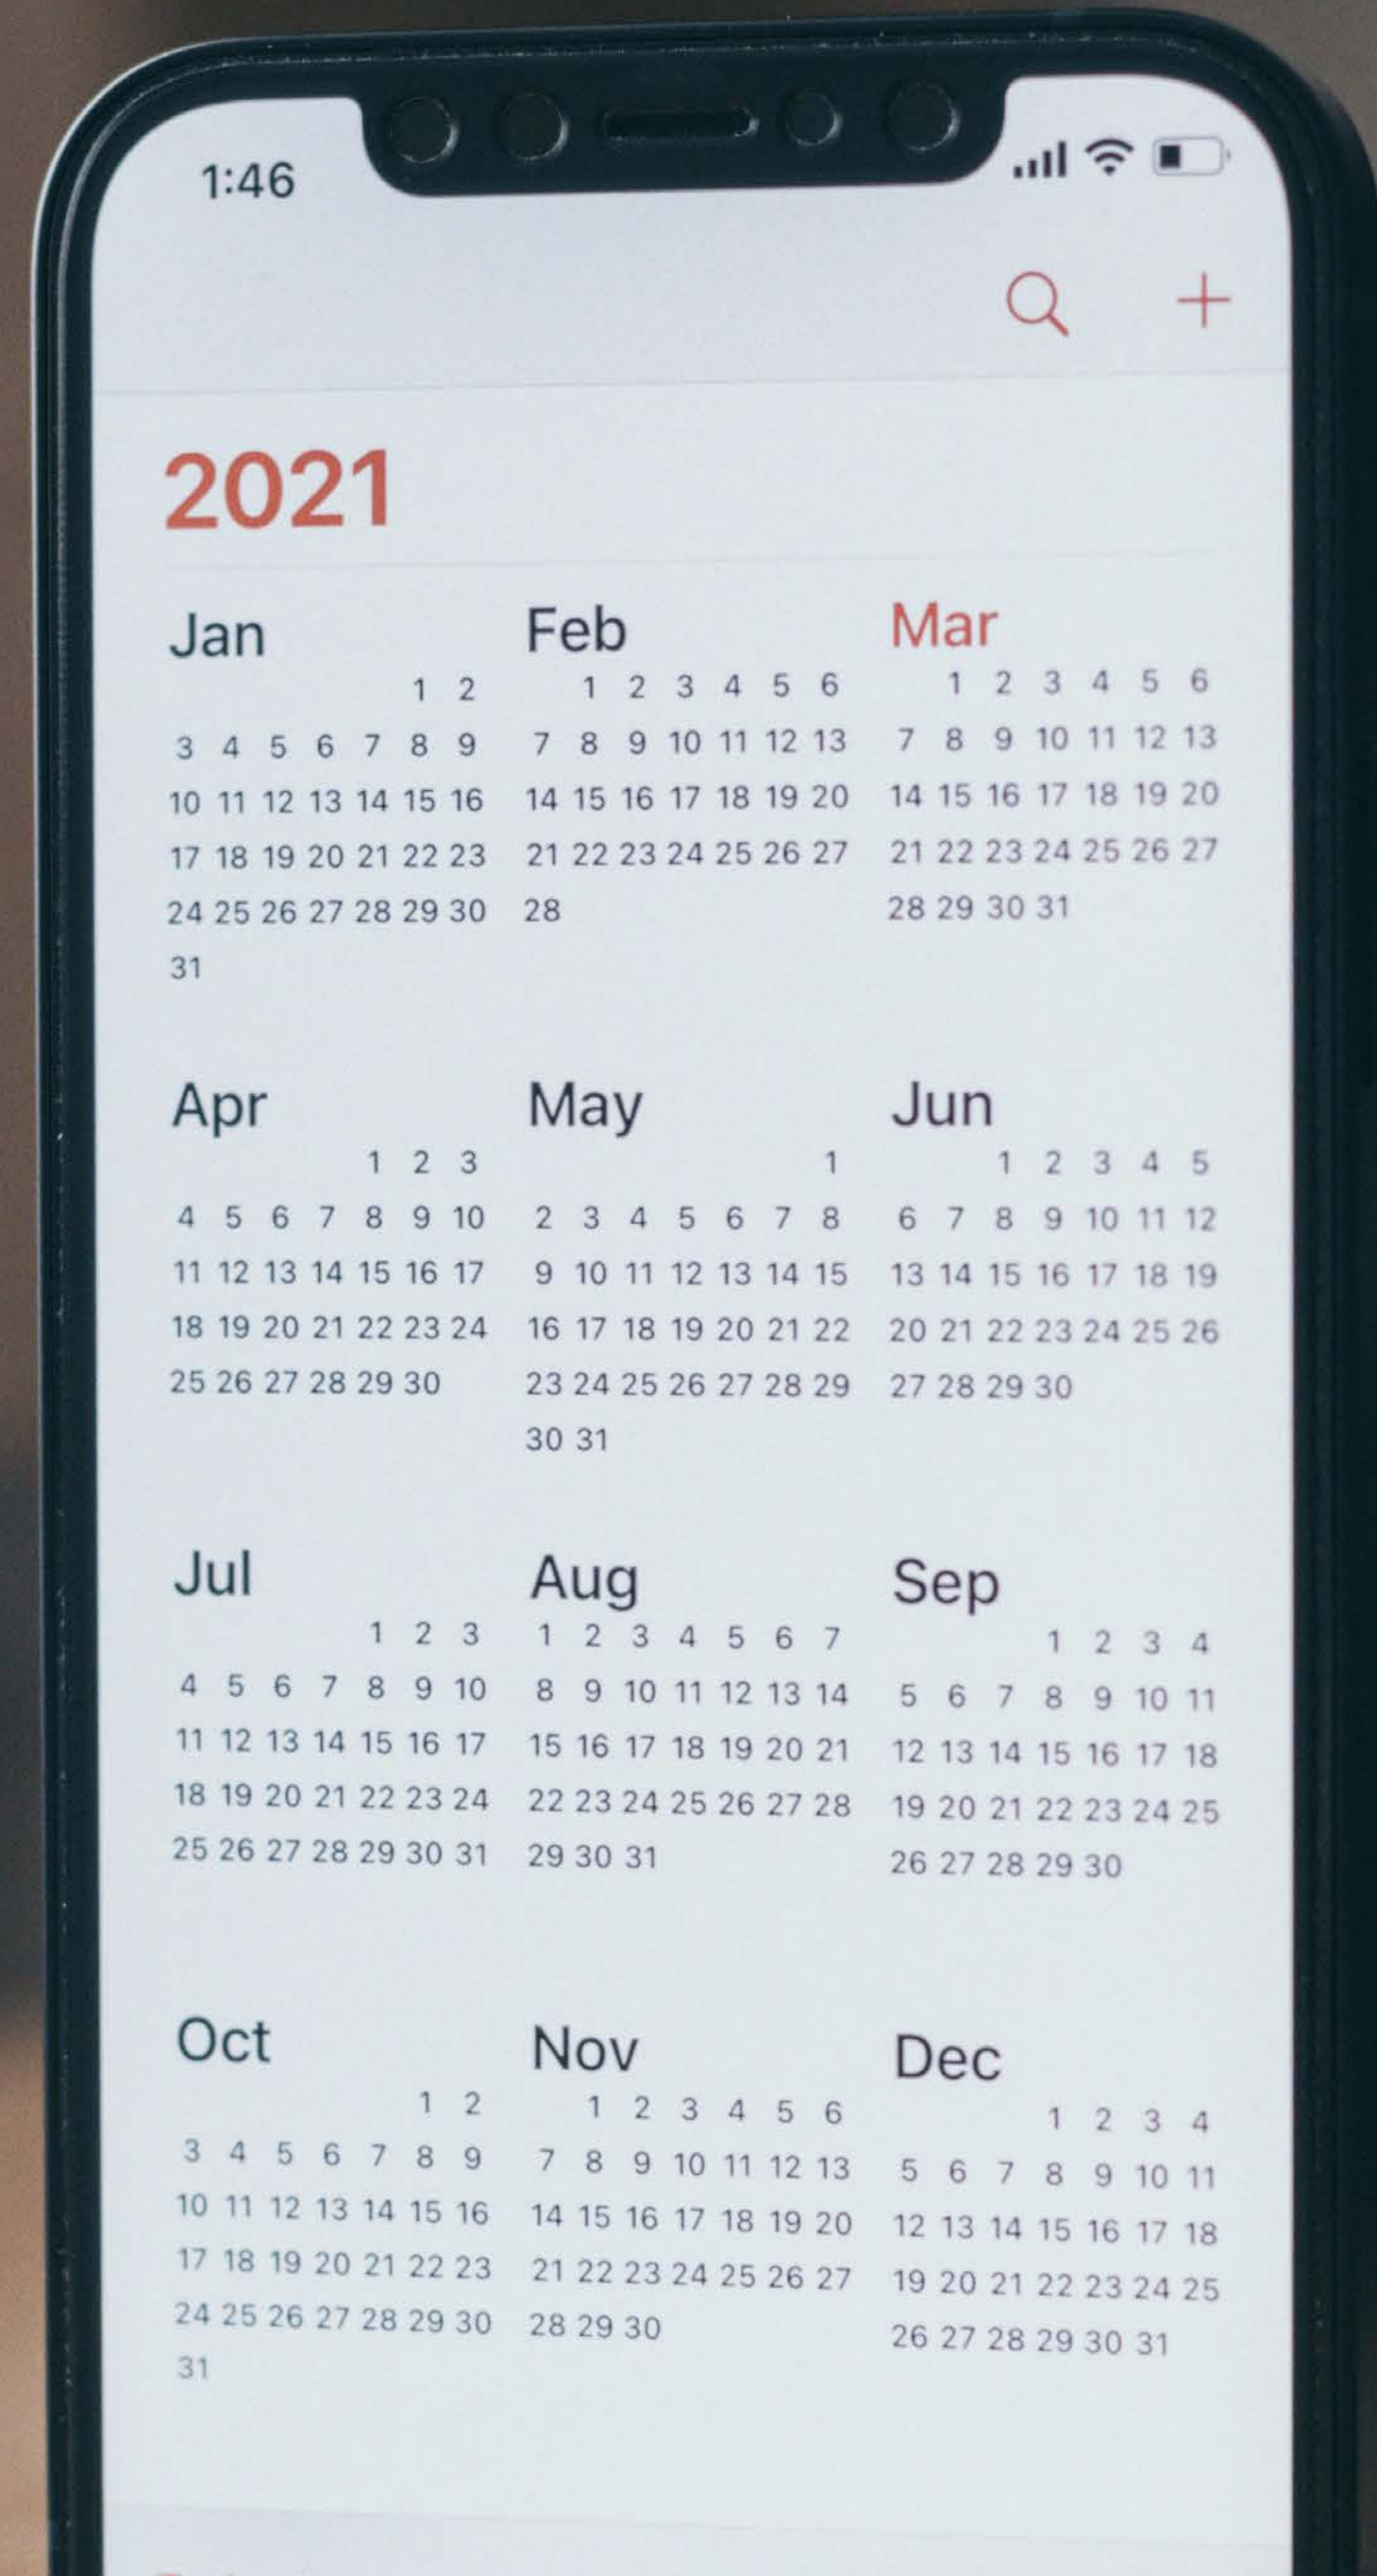 1:46
2021
Jan Feb Mar
1 2 1 2 3 4 5 6 1 2 3 4 5 6
3 4 5 6 7 8 9 7 8 9 10 11 12 13 7 8 9 10 11 12 13
10 11 12 13 14 15 16 14 15 16 17 18 19 20 14 15 16 17 18 19 20
17 18 19 20 21 22 23 21 22 23 24 25 26 27 21 22 23 24 25 26 27
24 25 26 27 28 29 30 28 28 29 30 31
31
Apr May Jun
1 2 3 1 1 2 3 4 5
4 5 6 7 8 9 10 2 3 4 5 6 7 8 6 7 8 9 10 11 12
11 12 13 14 15 16 17 9 10 11 12 13 14 15 13 14 15 16 17 18 19
18 19 20 21 22 23 24 16 17 18 19 20 21 22 20 21 22 23 24 25 26
25 26 27 28 29 30 23 24 25 26 27 28 29 27 28 29 30
30 31
Jul Aug Sep
1 2 3 1 2 3 4 5 6 7 1 2 3 4
4 5 6 7 8 9 10 8 9 10 11 12 13 14 5 6 7 8 9 10 11
11 12 13 14 15 16 17 15 16 17 18 19 20 21 12 13 14 15 16 17 18
18 19 20 21 22 23 24 22 23 24 25 26 27 28 19 20 21 22 23 24 25
25 26 27 28 29 30 31 29 30 31 26 27 28 29 30
Oct Nov Dec
1 2 1 2 3 4 5 6 1 2 3 4
3 4 5 6 7 8 9 7 8 9 10 11 12 13 5 6 7 8 9 10 11
10 11 12 13 14 15 16 14 15 16 17 18 19 20 12 13 14 15 16 17 18
17 18 19 20 21 22 23 21 22 23 24 25 26 27 19 20 21 22 23 24 25
24 25 26 27 28 29 30 28 29 30 26 27 28 29 30 31
31